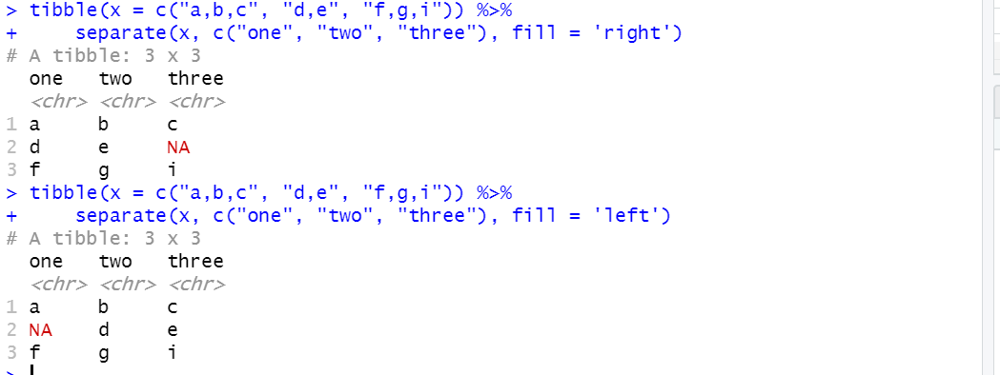 > tibble(x = c("a,b,c", "d,e", "f,g,i")) %>%
+     separate(x, c("one", "two", "three"), fill = 'right')
# A tibble: 3 x 3
  one   two   three
  <chr> <chr> <chr>
1 a     b     c
2 d     e     NA
3 f     g     i
> tibble(x = c("a,b,c", "d,e", "f,g,i")) %>%
+     separate(x, c("one", "two", "three"), fill = 'left')
# A tibble: 3 x 3
  one   two   three
  <chr> <chr> <chr>
1 a     b     c
2 NA    d     e
3 f     g     i
>